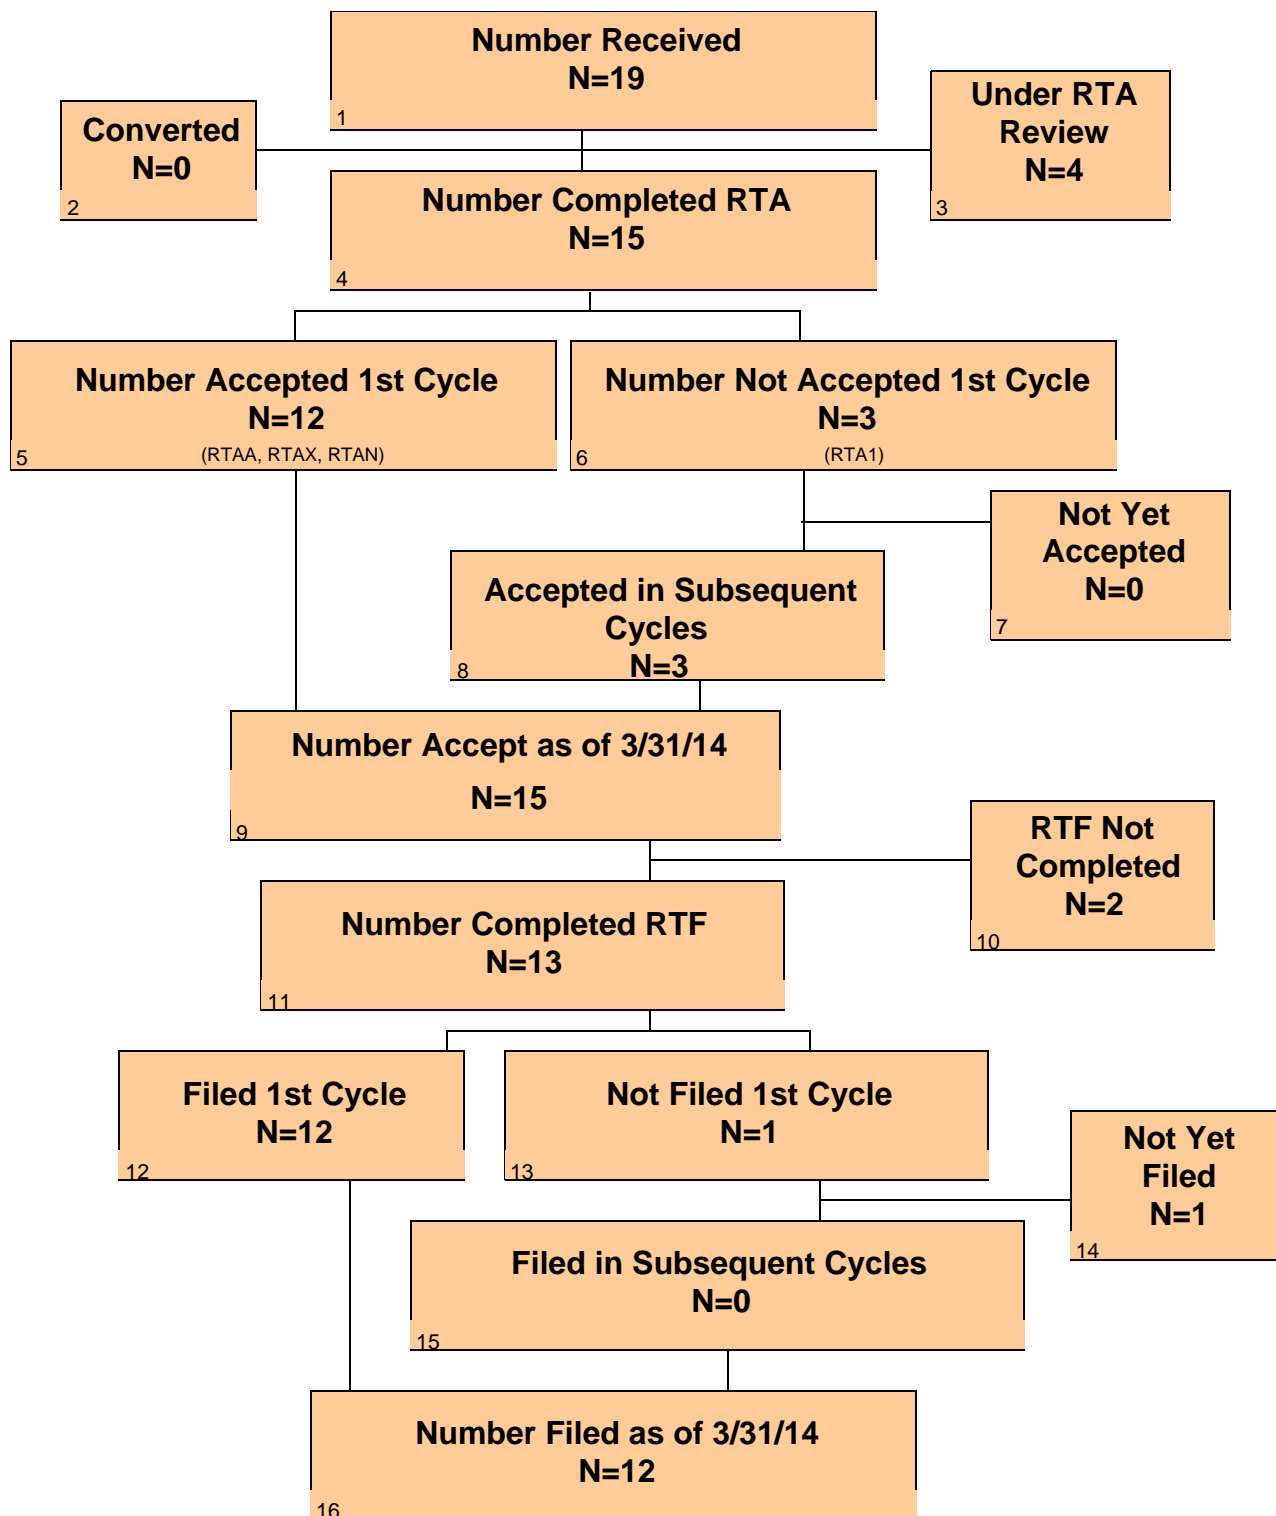 Number Received
N=19
1
Converted
N=0
2
Under RTA
Review
N=4
3
Number Completed RTA
N=15
4
Number Accepted 1st Cycle
N=12
(RTAA, RTAX, RTAN)
5
Number Not Accepted 1st Cycle
N=3
(RTA1)
6
Not Yet
Accepted
N=0
7
Accepted in Subsequent
Cycles
N=3
8
Number Accept as of 3/31/14
N=15
9
RTF Not
Completed
N=2
10
Number Completed RTF
N=13
11
Filed 1st Cycle
N=12
12
Not Filed 1st Cycle
N=1
13
Not Yet
Filed
N=1
14
Filed in Subsequent Cycles
N=0
15
Number Filed as of 3/31/14
N=12
16